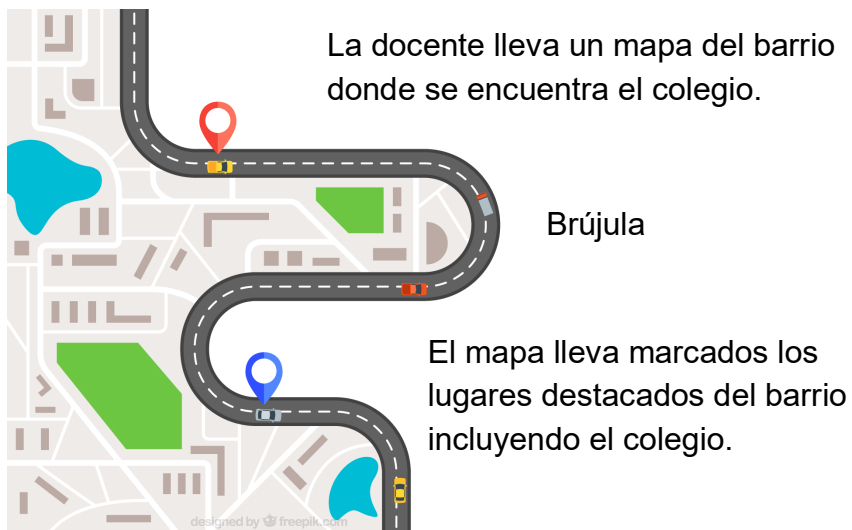 La docente lleva un mapa del barrio
donde se encuentra el colegio.
Brújula
El mapa lleva marcados los
lugares destacados del barrio
incluyendo el colegio.
designed by freepik.com